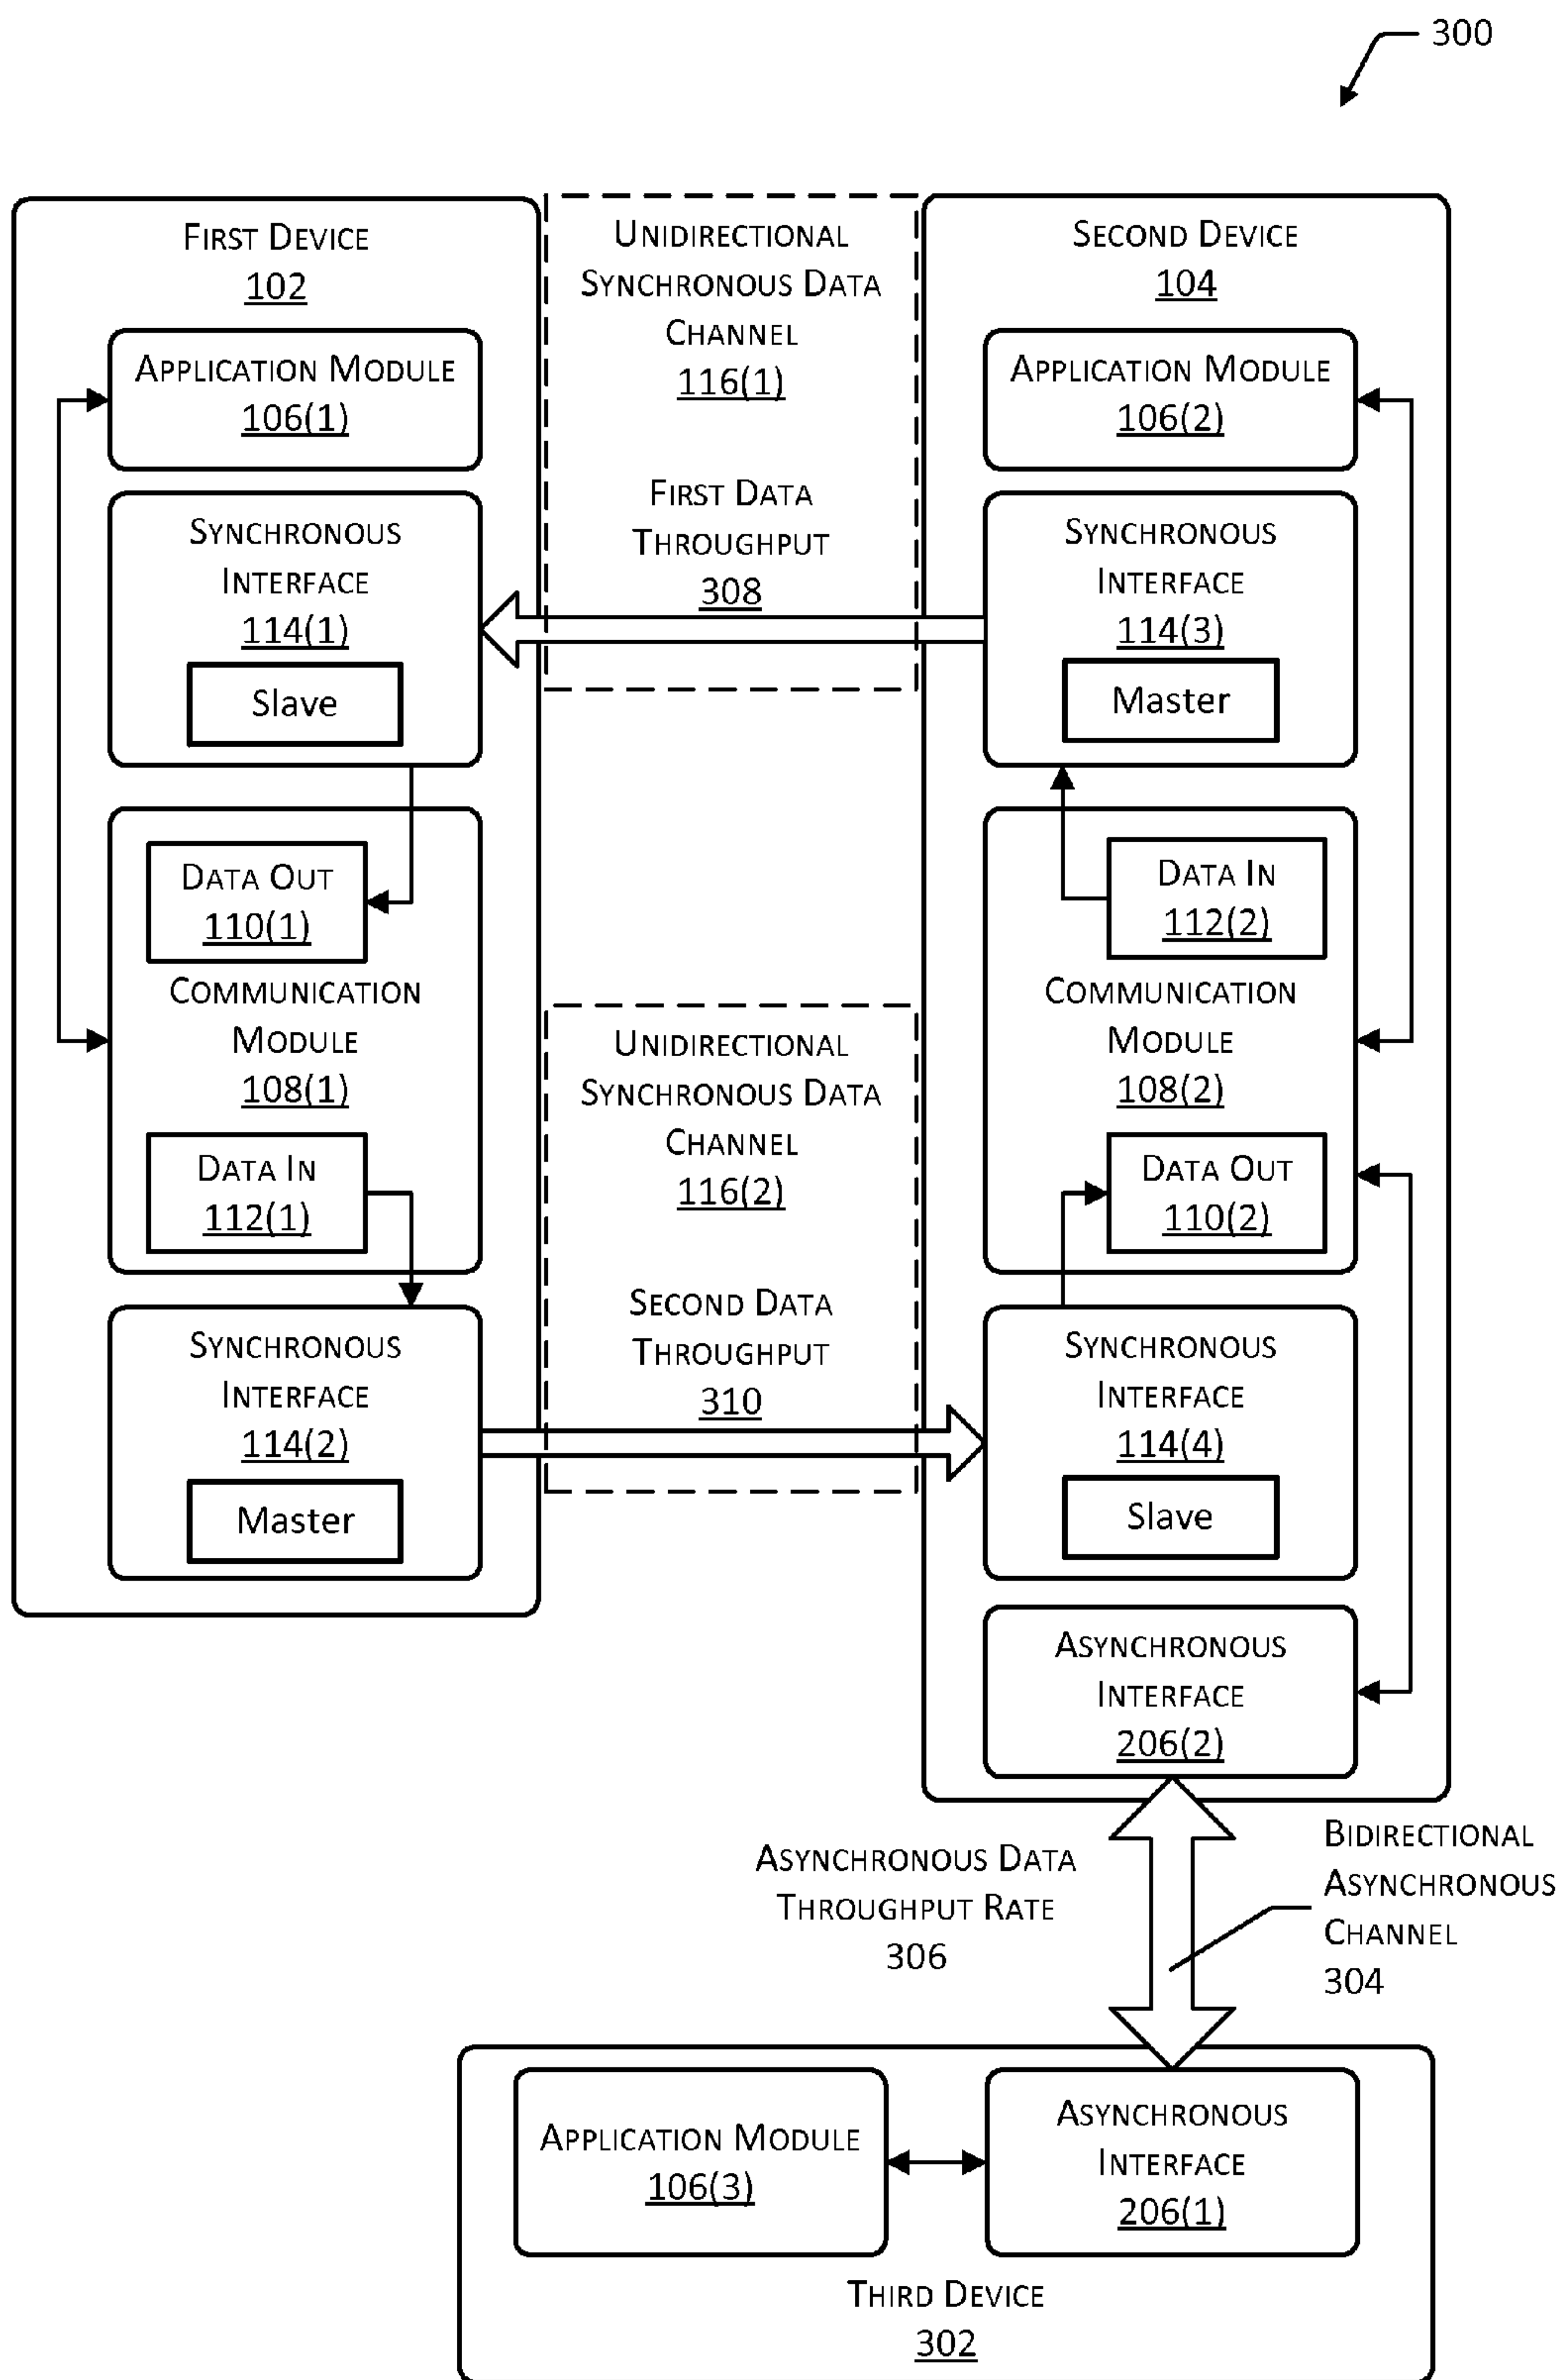 300
FIRST DEVICE
102
APPLICATION MODULE
106(1)
SYNCHRONOUS
INTERFACE
114(1)
Slave
DATA OUT
110(1)
COMMUNICATION
MODULE
108(1)
DATA IN
112(1)
SYNCHRONOUS
INTERFACE
114(2)
Master
UNIDIRECTIONAL
SYNCHRONOUS DATA
CHANNEL
116(1)
FIRST DATA
THROUGHPUT
308
UNIDIRECTIONAL
SYNCHRONOUS DATA
CHANNEL
116(2)
SECOND DATA
THROUGHPUT
310
SECOND DEVICE
104
APPLICATION MODULE
106(2)
SYNCHRONOUS
INTERFACE
114(3)
Master
DATA IN
112(2)
COMMUNICATION
MODULE
108(2)
DATA OUT
110(2)
SYNCHRONOUS
INTERFACE
114(4)
Slave
ASYNCHRONOUS
INTERFACE
206(2)
ASYNCHRONOUS DATA
THROUGHPUT RATE
306
BIDIRECTIONAL
ASYNCHRONOUS
CHANNEL
304
APPLICATION MODULE
106(3)
ASYNCHRONOUS
INTERFACE
206(1)
THIRD DEVICE
302